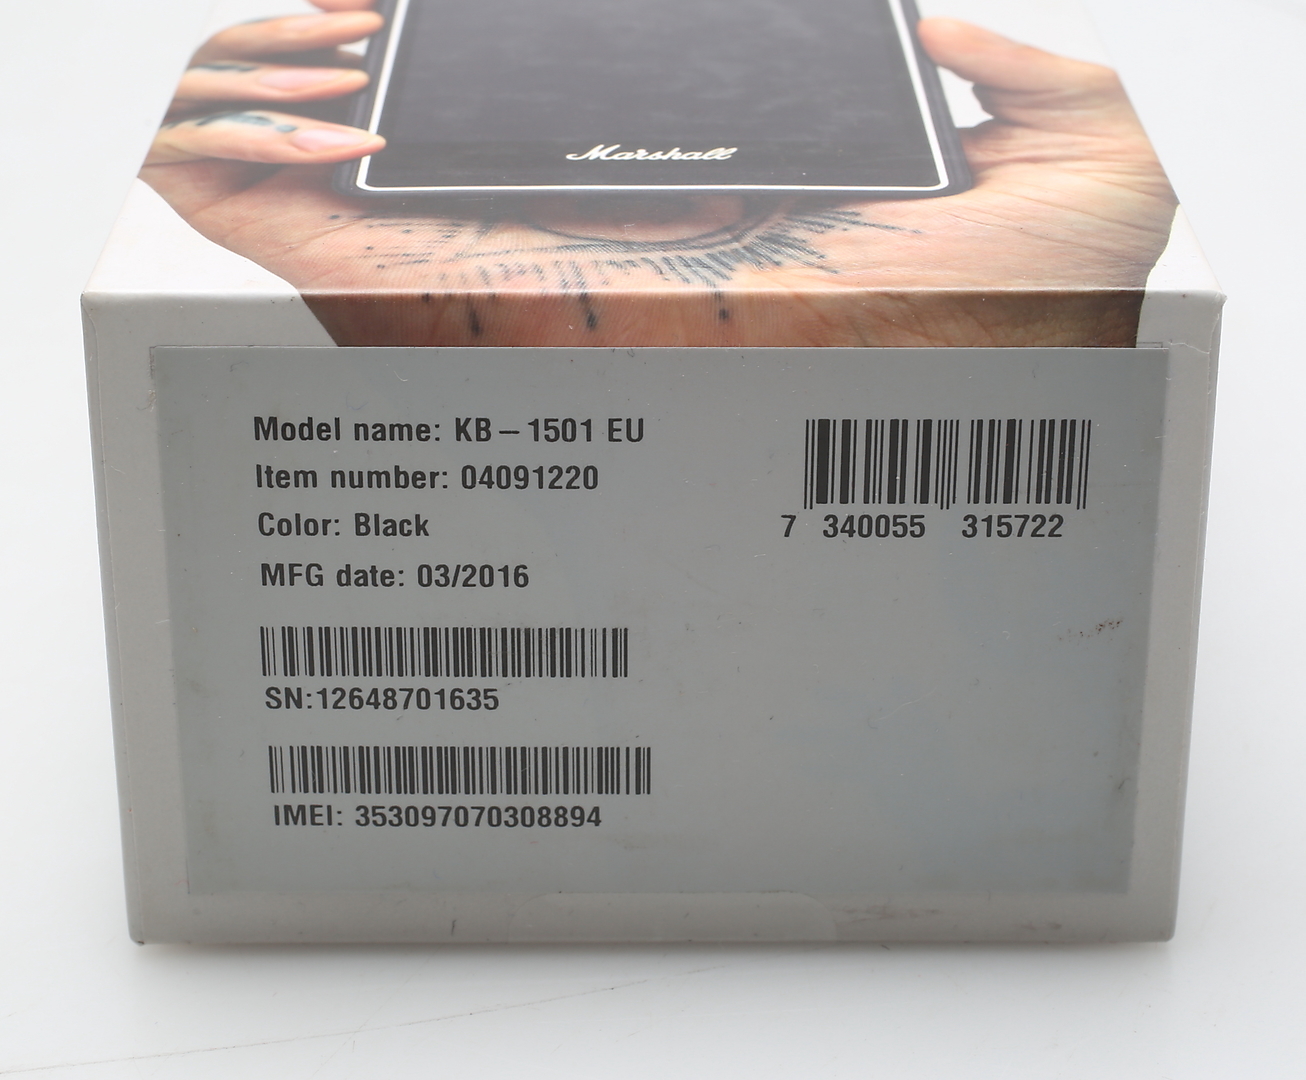 Marshall
Model name: KB – 1501 EU
Item number: 04091220
Color: Black
MFG date: 03/2016
7 340055 315722
SN:12648701635
IMEI: 353097070308894